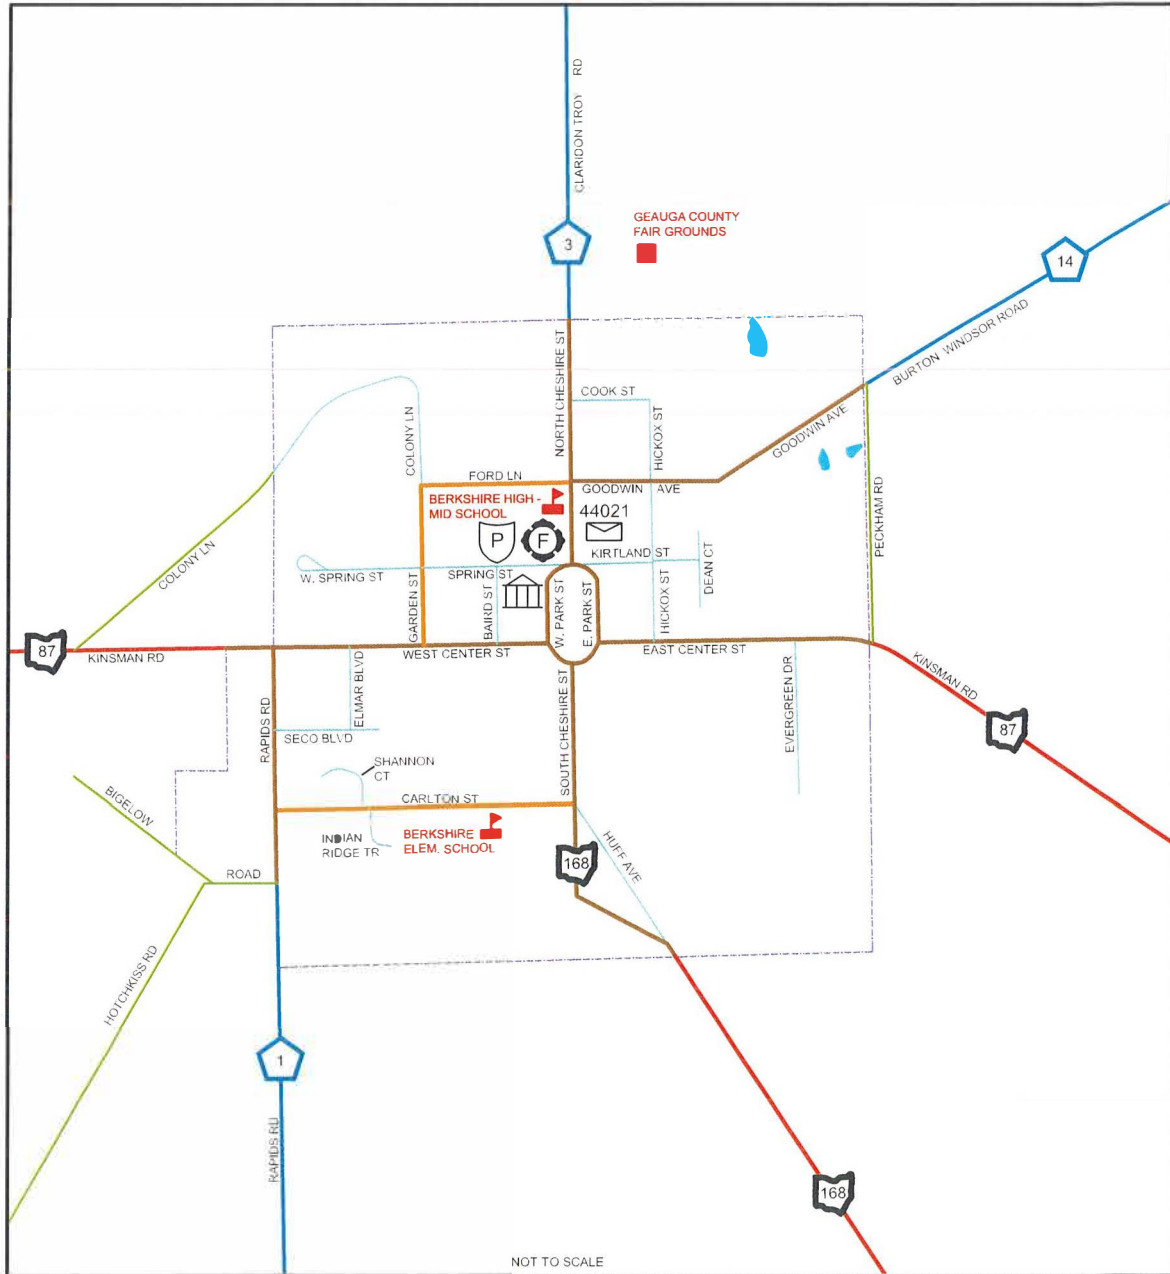 CLARIDON TROY RD
3
GEAUGA COUNTY
FAIR GROUNDS
14
BURTON WINDSOR ROAD
NORTH CHESHIRE ST
COOK ST
HICKOX ST
GOODWIN AVE
COLONY LN
FORD LN
GOODWIN AVE
BERKSHIRE HIGH -
MID SCHOOL
44021
P
F
KIRTLAND ST
DEAN CT
PECKHAM RD
COLONY LN
W. SPRING ST
SPRING ST
GARDEN ST
BAIRD ST
W. PARK ST
E. PARK ST
HICKOX ST
87
KINSMAN RD
WEST CENTER ST
EAST CENTER ST
KINSMAN RD
87
RAPIDS RD
ELMAR BLVD
SECO BLVD
SOUTH CHESHIRE ST
EVERGREEN DR
SHANNON
CT
CARLTON ST
BIGELOW
INDIAN
RIDGE TR
BERKSHIRE
ELEM. SCHOOL
HUFF AVE
168
ROAD
HOTCHKISS RD
1
RAPIDS RD
168
NOT TO SCALE